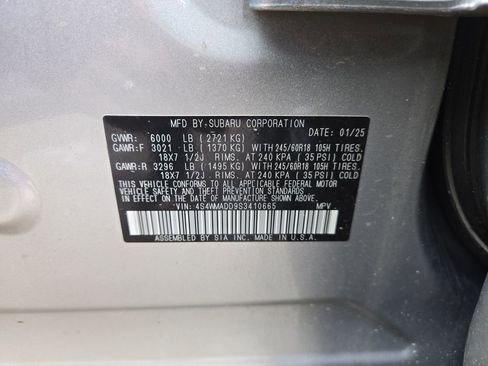 MFD BY: SUBARU CORPORATION
DATE: 01/25
GVWR: 6000 LB (2721 KG)
GAWR:F 3021 LB (1370 KG) WITH 245/60R18 105H TIRES.
18X7 1/2J RIMS. AT 240 KPA (35 PSI) COLD
GAWR:R 3296 LB (1495 KG) WITH 245/60R18 105H TIRES.
18X7 1/2J RIMS. AT 240 KPA (35 PSI) COLD
THIS VEHICLE CONFORMS TO ALL APPLICABLE FEDERAL MOTOR
VEHICLE SAFETY AND THEFT PREVENTION STANDARDS
IN EFFECT ON THE DATE OF MANUFACTURE SHOWN ABOVE.
VIN: 4S4WMADD9S3410665 MPV
ASSEMBLED BY SIA INC. MADE IN U.S.A.